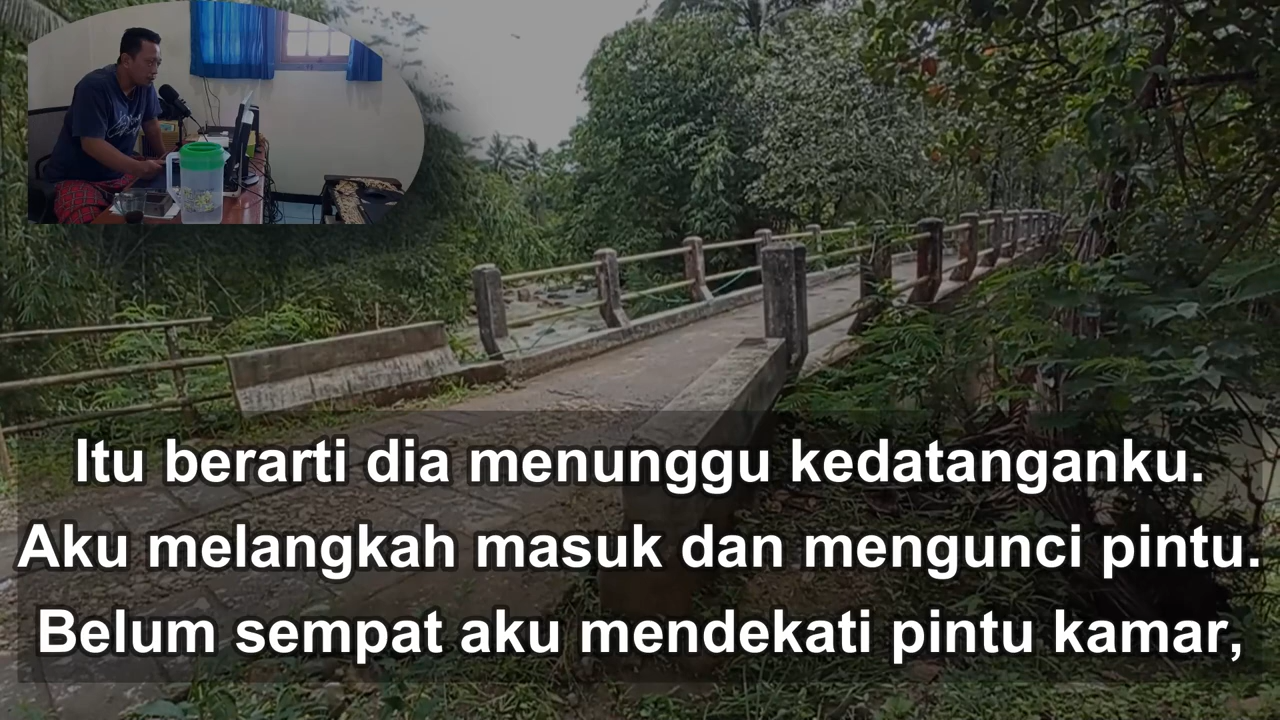 Itu berarti dia menunggu kedatanganku.
Aku melangkah masuk dan mengunci pintu.
Belum sempat aku mendekati pintu kamar,